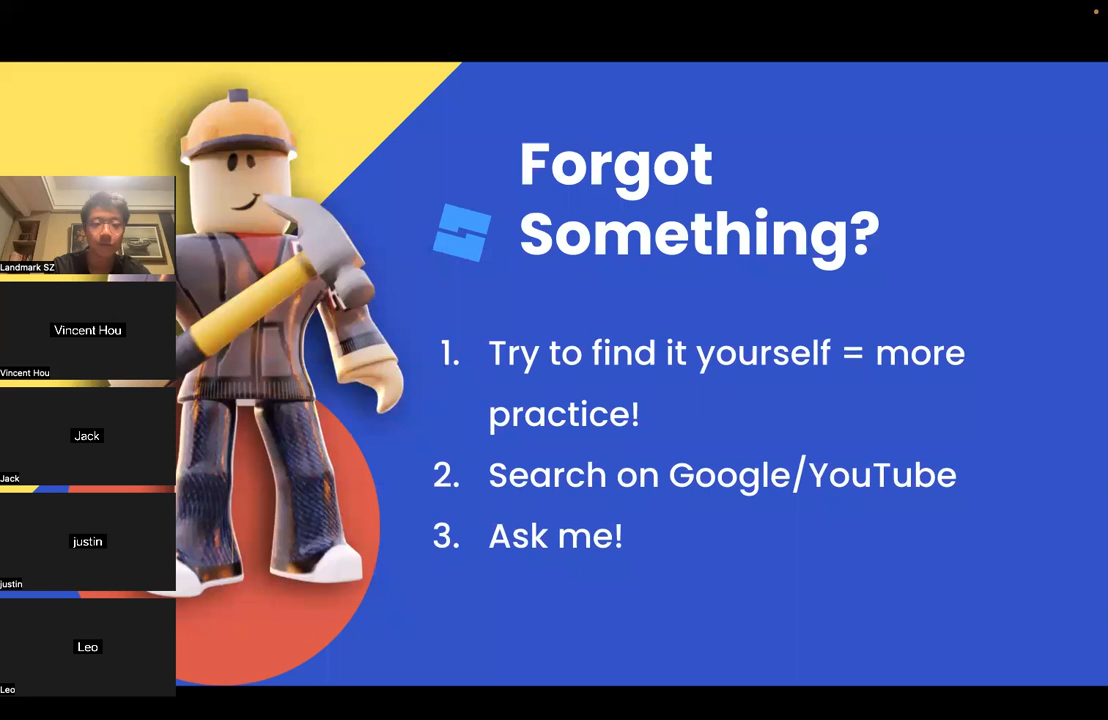 Forgot
Something?
1. Try to find it yourself = more
practice!
2. Search on Google/YouTube
3. Ask me!
Landmark SZ
Vincent Hou
Vincent Hou
Jack
Jack
justin
justin
Leo
Leo